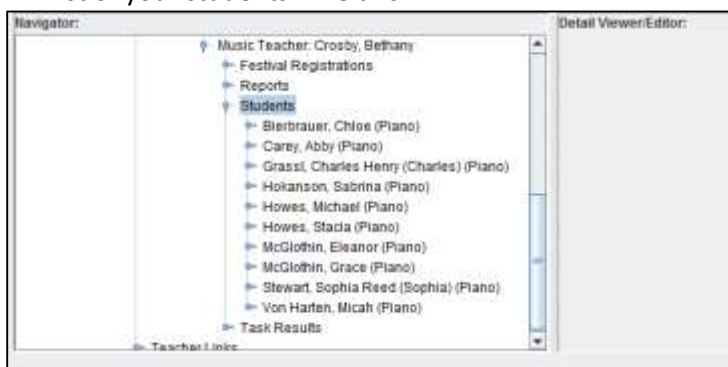 Navigator:
Detail Viewer/Editor:
Music Teacher: Crosby, Bethany
Festival Registrations
Reports
Students
Bierbrauer, Chloe (Piano)
Carey, Abby (Piano)
Grassl, Charles Henry (Charles) (Piano)
Hokanson, Sabrina (Piano)
Howes, Michael (Piano)
Howes, Stacia (Piano)
McGlothin, Eleanor (Piano)
McGlothin, Grace (Piano)
Stewart, Sophia Reed (Sophia) (Piano)
Von Harten, Micah (Piano)
Task Results
Teacher Links